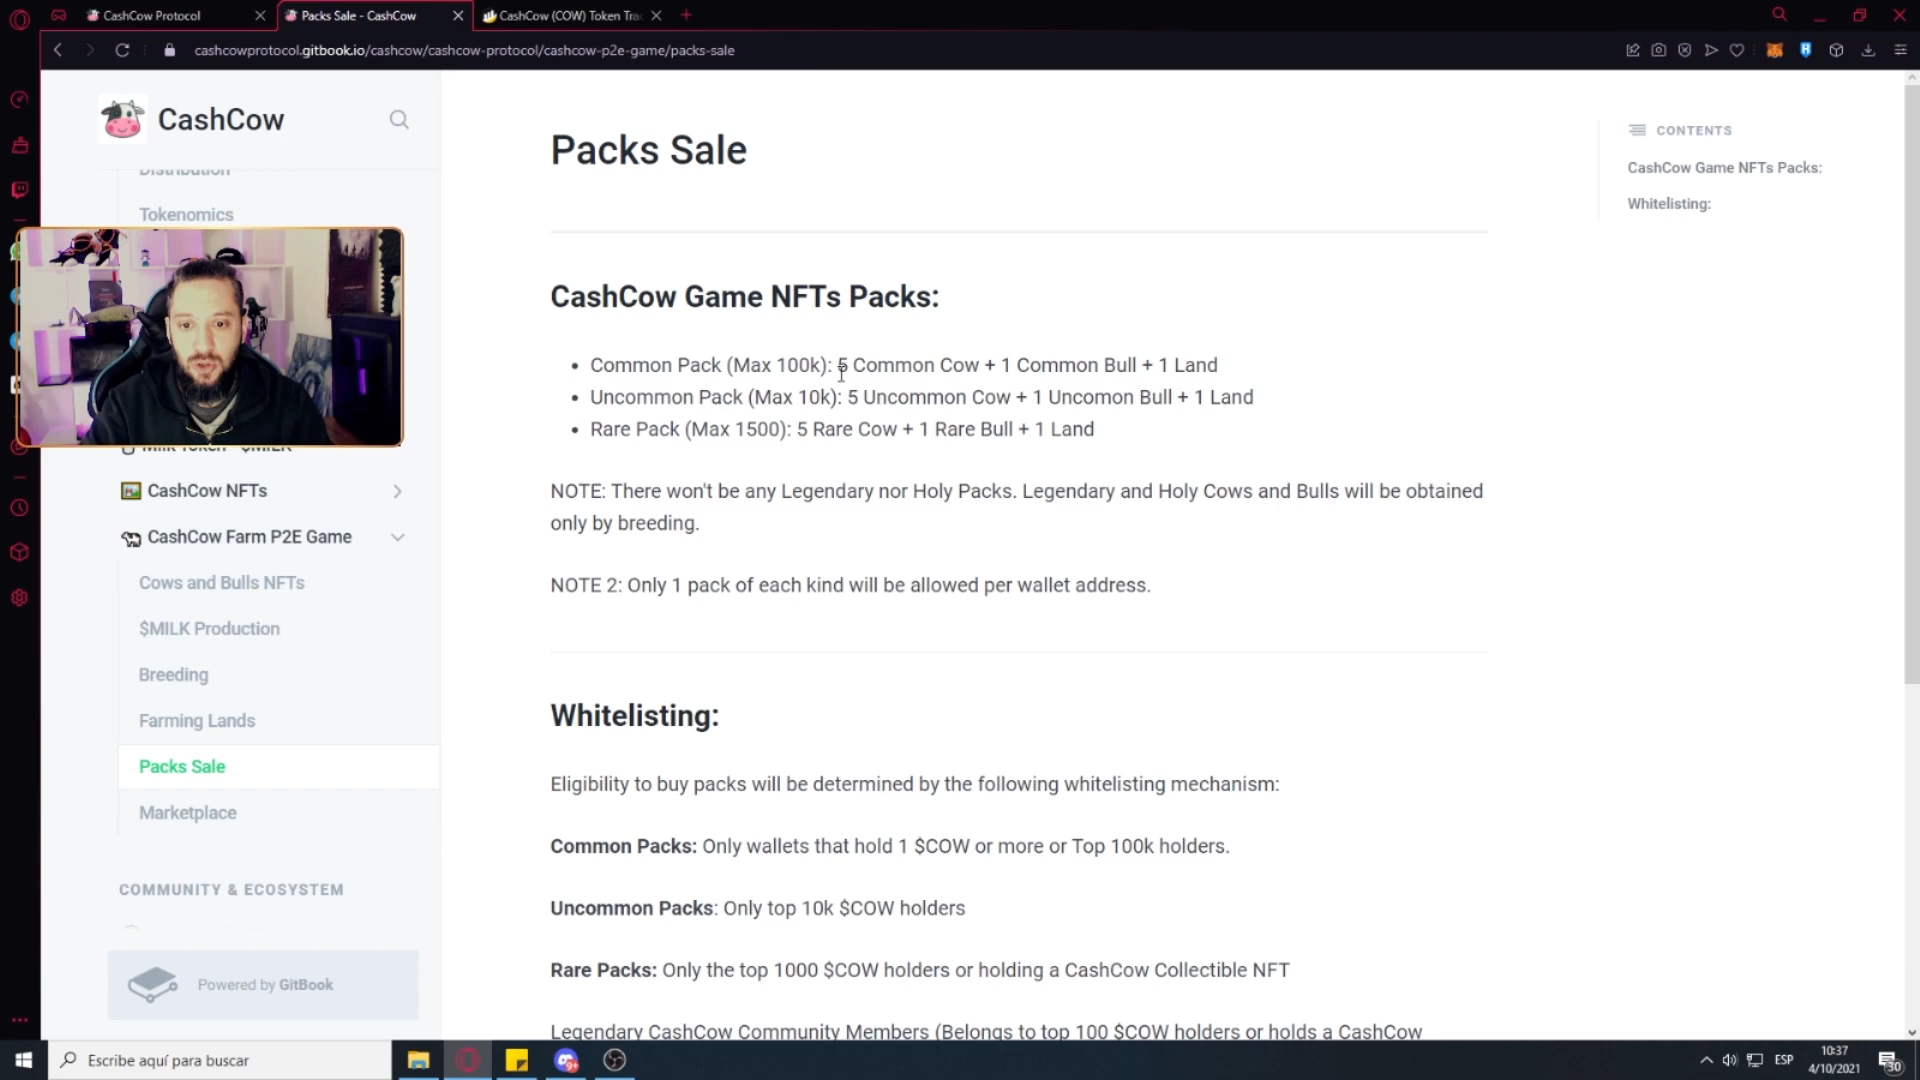 CashCow Protocol
Packs Sale - CashCow
CashCow (COW) Token Tra
cashcowprotocol.gitbook.io/cashcow/cashcow-protocol/cashcow-p2e-game/packs-sale
CashCow
Distribution
Tokenomics
Milk Token - $MILK
CashCow NFTs
CashCow Farm P2E Game
Cows and Bulls NFTs
$MILK Production
Breeding
Farming Lands
Packs Sale
Marketplace
COMMUNITY & ECOSYSTEM
Powered by GitBook
Packs Sale
CashCow Game NFTs Packs:
• Common Pack (Max 100k): 5 Common Cow + 1 Common Bull + 1 Land
• Uncommon Pack (Max 10k): 5 Uncommon Cow + 1 Uncomon Bull + 1 Land
• Rare Pack (Max 1500): 5 Rare Cow + 1 Rare Bull + 1 Land
NOTE: There won't be any Legendary nor Holy Packs. Legendary and Holy Cows and Bulls will be obtained
only by breeding.
NOTE 2: Only 1 pack of each kind will be allowed per wallet address.
Whitelisting:
Eligibility to buy packs will be determined by the following whitelisting mechanism:
Common Packs: Only wallets that hold 1 $COW or more or Top 100k holders.
Uncommon Packs: Only top 10k $COW holders
Rare Packs: Only the top 1000 $COW holders or holding a CashCow Collectible NFT
Legendary CashCow Community Members (Belongs to top 100 $COW holders or holds a CashCow
CONTENTS
CashCow Game NFTs Packs:
Whitelisting:
Escribe aquí para buscar
ESP
10:37
4/10/2021
30